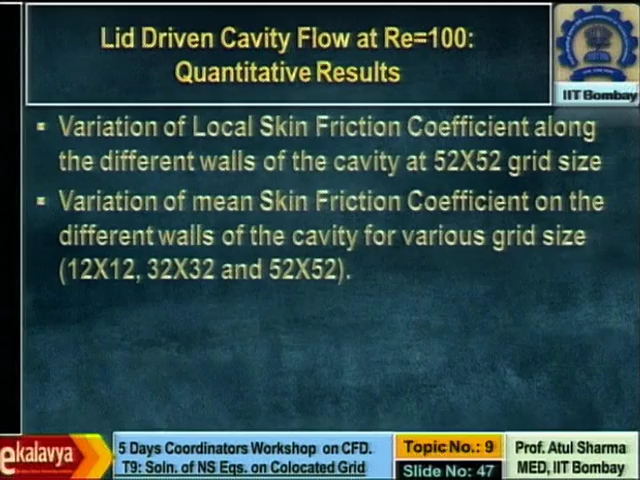 Lid Driven Cavity Flow at Re=100:
Quantitative Results
IIT Bombay
▪ Variation of Local Skin Friction Coefficient along
the different walls of the cavity at 52X52 grid size
▪ Variation of mean Skin Friction Coefficient on the
different walls of the cavity for various grid size
(12X12, 32X32 and 52X52).
ekalavya
5 Days Coordinators Workshop on CFD.
T9: Soln. of NS Eqs. on Colocated Grid
Topic No.: 9
Slide No.: 47
Prof. Atul Sharma
MED, IIT Bombay